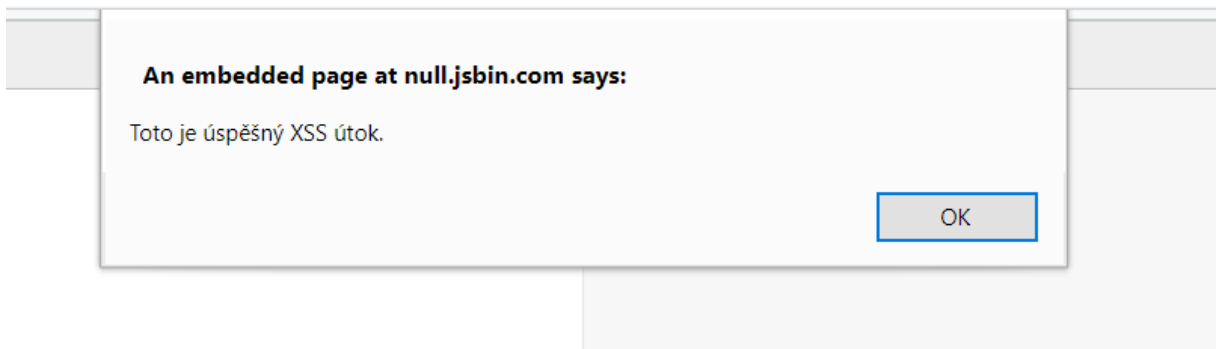 An embedded page at null.jsbin.com says:
Toto je úspěšný XSS útok.
OK